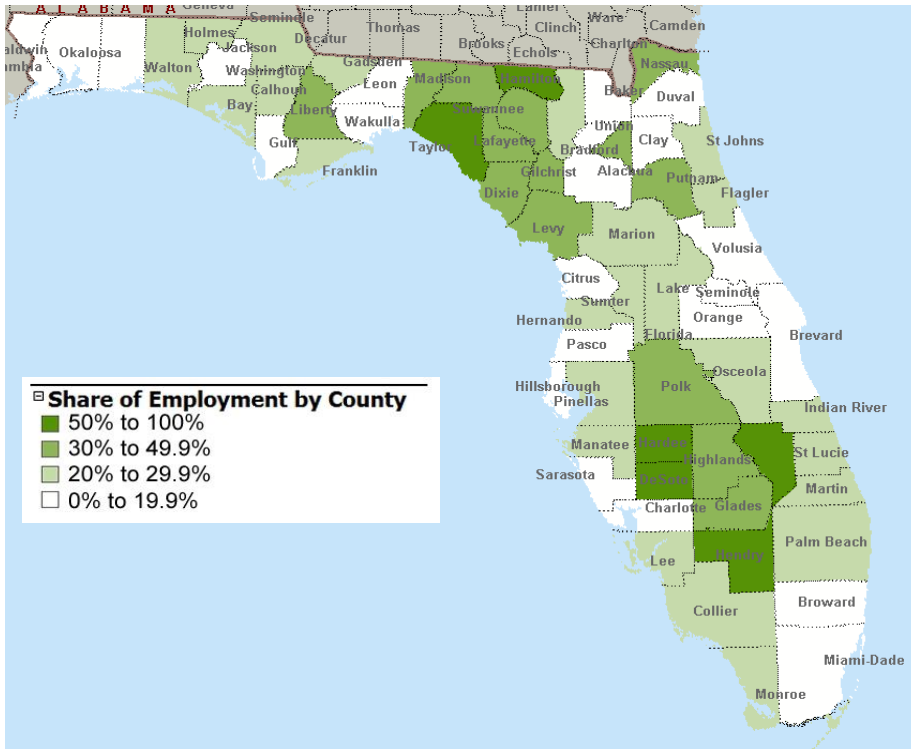 A L A B A M A
Geneva
Seminole
Lanier
Ware
Thomas
Clinch
Camden
Holmes
Decatur
Brooks
Charlton
aldwin
Okaloosa
Jackson
Echols
Walton
Washington
Gadsden
Nassau
Calhoun
Leon
Madison
Hamilton
Baker
Duval
Bay
Liberty
Wakulla
Suwannee
Union
Gulf
Taylor
Lafayette
Bradford
Clay
St Johns
Franklin
Gilchrist
Alachua
Putnam
Dixie
Flagler
Levy
Marion
Volusia
Citrus
Lake
Seminole
Sumter
Hernando
Orange
Pasco
Florida
Brevard
Hillsborough
Polk
Osceola
Pinellas
Indian River
Share of Employment by County
50% to 100%
30% to 49.9%
20% to 29.9%
0% to 19.9%
Manatee
Hardee
Highlands
St Lucie
Sarasota
DeSoto
Martin
Charlotte
Glades
Palm Beach
Lee
Hendry
Collier
Broward
Miami-Dade
Monroe